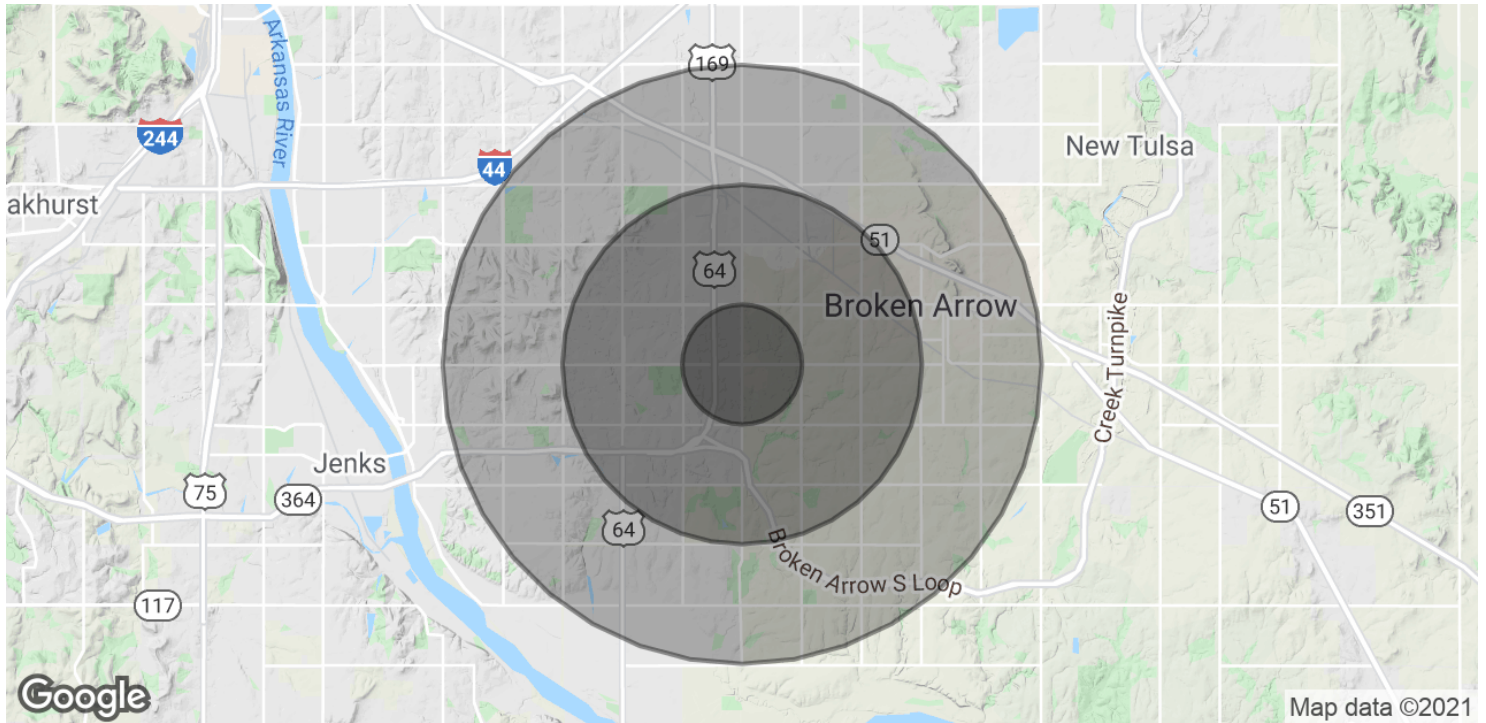 Arkansas River
169
244
44
New Tulsa
akhurst
51
64
Broken Arrow
Creek Turnpike
Jenks
75
364
64
51
351
Broken Arrow S Loop
117
Google
Map data ©2021